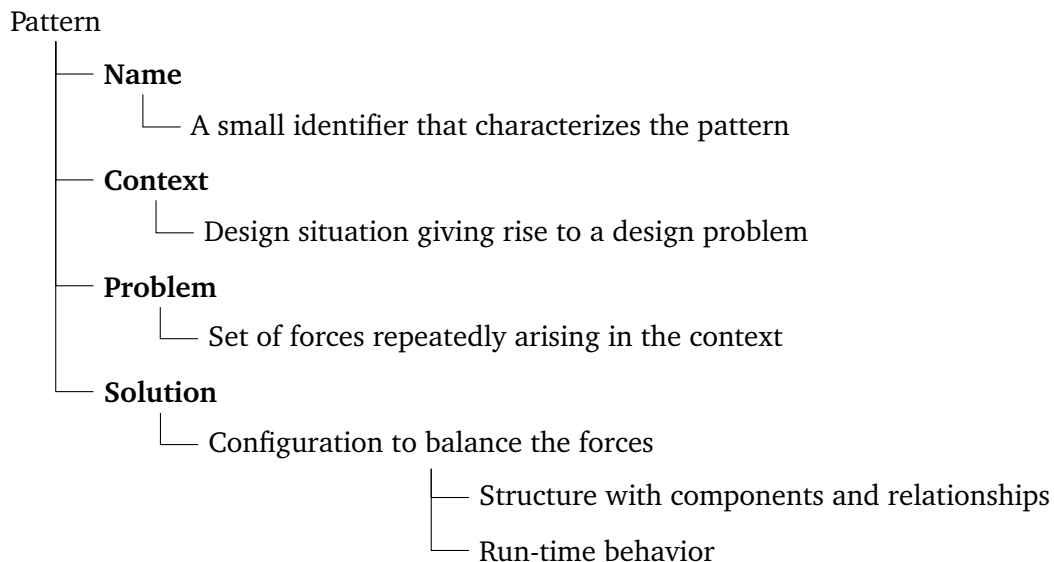 Pattern
Name
A small identifier that characterizes the pattern
Context
Design situation giving rise to a design problem
Problem
Set of forces repeatedly arising in the context
Solution
Configuration to balance the forces
Structure with components and relationships
Run-time behavior